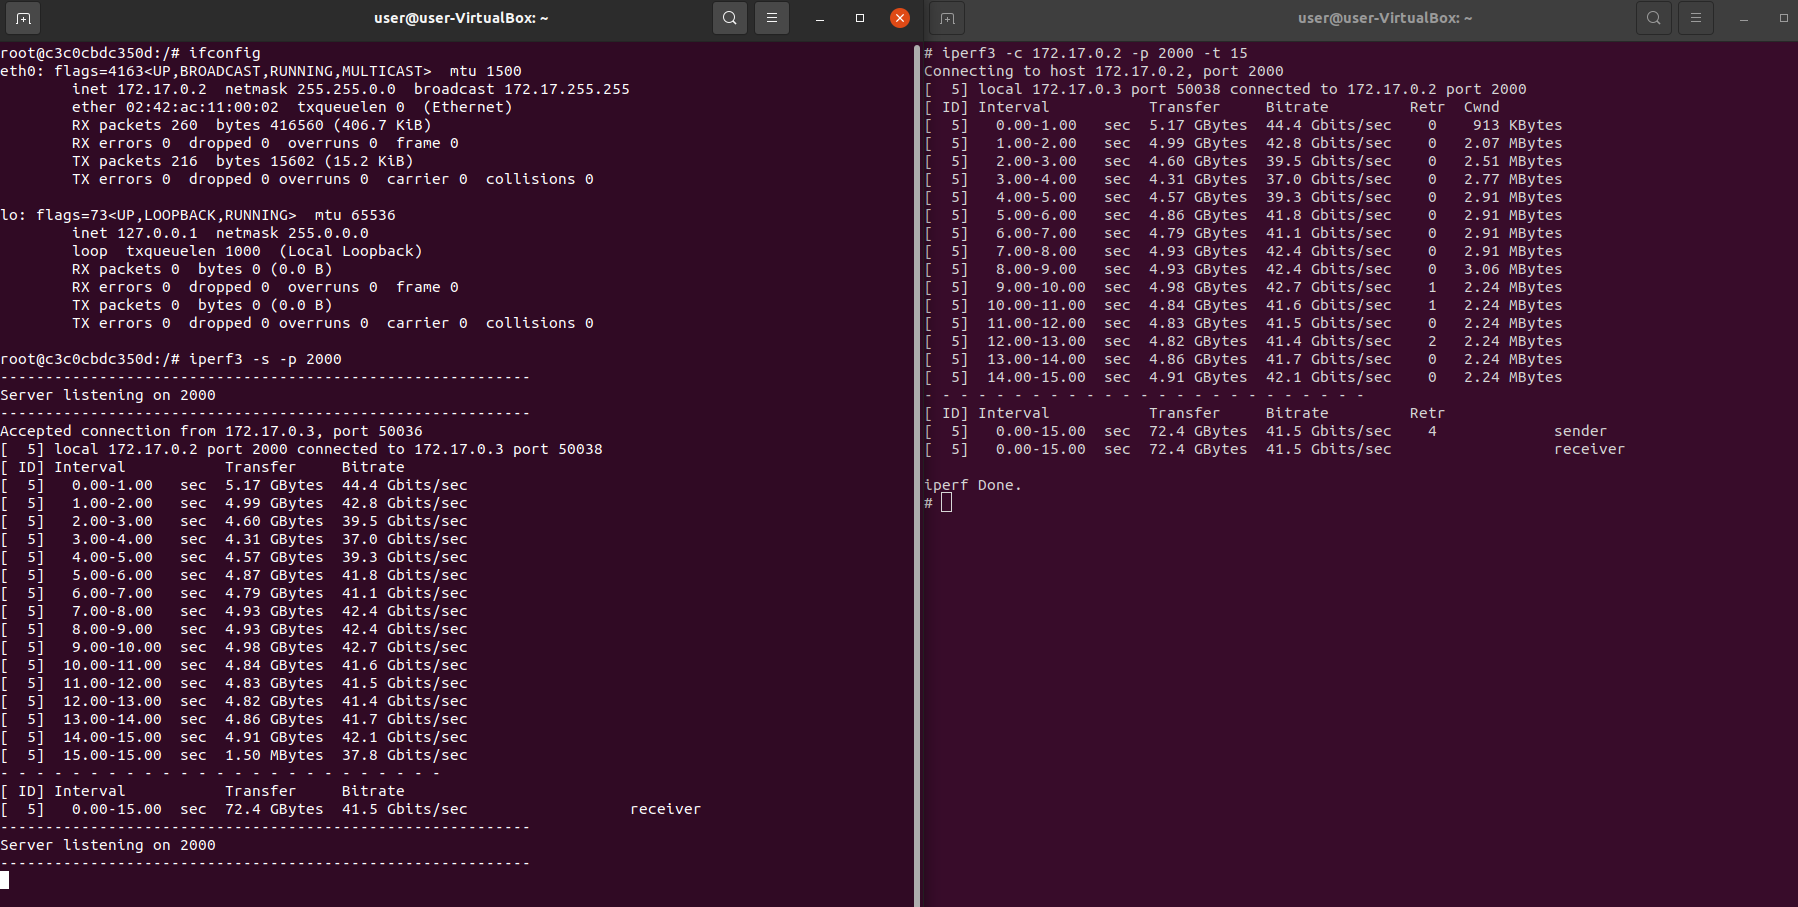 user@user-VirtualBox: ~
root@c3c0cbdc350d:/# ifconfig
eth0: flags=4163<UP,BROADCAST,RUNNING,MULTICAST>  mtu 1500
        inet 172.17.0.2  netmask 255.255.0.0  broadcast 172.17.255.255
        ether 02:42:ac:11:00:02  txqueuelen 0  (Ethernet)
        RX packets 260  bytes 416560 (406.7 KiB)
        RX errors 0  dropped 0  overruns 0  frame 0
        TX packets 216  bytes 15602 (15.2 KiB)
        TX errors 0  dropped 0 overruns 0  carrier 0  collisions 0

lo: flags=73<UP,LOOPBACK,RUNNING>  mtu 65536
        inet 127.0.0.1  netmask 255.0.0.0
        loop  txqueuelen 1000  (Local Loopback)
        RX packets 0  bytes 0 (0.0 B)
        RX errors 0  dropped 0  overruns 0  frame 0
        TX packets 0  bytes 0 (0.0 B)
        TX errors 0  dropped 0 overruns 0  carrier 0  collisions 0

root@c3c0cbdc350d:/# iperf3 -s -p 2000
-----------------------------------------------------------
Server listening on 2000
-----------------------------------------------------------
Accepted connection from 172.17.0.3, port 50036
[  5] local 172.17.0.2 port 2000 connected to 172.17.0.3 port 50038
[ ID] Interval           Transfer     Bitrate
[  5]   0.00-1.00   sec  5.17 GBytes  44.4 Gbits/sec
[  5]   1.00-2.00   sec  4.99 GBytes  42.8 Gbits/sec
[  5]   2.00-3.00   sec  4.60 GBytes  39.5 Gbits/sec
[  5]   3.00-4.00   sec  4.31 GBytes  37.0 Gbits/sec
[  5]   4.00-5.00   sec  4.57 GBytes  39.3 Gbits/sec
[  5]   5.00-6.00   sec  4.87 GBytes  41.8 Gbits/sec
[  5]   6.00-7.00   sec  4.79 GBytes  41.1 Gbits/sec
[  5]   7.00-8.00   sec  4.93 GBytes  42.4 Gbits/sec
[  5]   8.00-9.00   sec  4.93 GBytes  42.4 Gbits/sec
[  5]   9.00-10.00  sec  4.98 GBytes  42.7 Gbits/sec
[  5]  10.00-11.00  sec  4.84 GBytes  41.6 Gbits/sec
[  5]  11.00-12.00  sec  4.83 GBytes  41.5 Gbits/sec
[  5]  12.00-13.00  sec  4.82 GBytes  41.4 Gbits/sec
[  5]  13.00-14.00  sec  4.86 GBytes  41.7 Gbits/sec
[  5]  14.00-15.00  sec  4.91 GBytes  42.1 Gbits/sec
[  5]  15.00-15.00  sec  1.50 MBytes  37.8 Gbits/sec
- - - - - - - - - - - - - - - - - - - - - - - - -
[ ID] Interval           Transfer     Bitrate
[  5]   0.00-15.00  sec  72.4 GBytes  41.5 Gbits/sec                  receiver
-----------------------------------------------------------
Server listening on 2000
-----------------------------------------------------------
user@user-VirtualBox: ~
# iperf3 -c 172.17.0.2 -p 2000 -t 15
Connecting to host 172.17.0.2, port 2000
[  5] local 172.17.0.3 port 50038 connected to 172.17.0.2 port 2000
[ ID] Interval           Transfer     Bitrate         Retr  Cwnd
[  5]   0.00-1.00   sec  5.17 GBytes  44.4 Gbits/sec    0    913 KBytes
[  5]   1.00-2.00   sec  4.99 GBytes  42.8 Gbits/sec    0   2.07 MBytes
[  5]   2.00-3.00   sec  4.60 GBytes  39.5 Gbits/sec    0   2.51 MBytes
[  5]   3.00-4.00   sec  4.31 GBytes  37.0 Gbits/sec    0   2.77 MBytes
[  5]   4.00-5.00   sec  4.57 GBytes  39.3 Gbits/sec    0   2.91 MBytes
[  5]   5.00-6.00   sec  4.86 GBytes  41.8 Gbits/sec    0   2.91 MBytes
[  5]   6.00-7.00   sec  4.79 GBytes  41.1 Gbits/sec    0   2.91 MBytes
[  5]   7.00-8.00   sec  4.93 GBytes  42.4 Gbits/sec    0   2.91 MBytes
[  5]   8.00-9.00   sec  4.93 GBytes  42.4 Gbits/sec    0   3.06 MBytes
[  5]   9.00-10.00  sec  4.98 GBytes  42.7 Gbits/sec    1   2.24 MBytes
[  5]  10.00-11.00  sec  4.84 GBytes  41.6 Gbits/sec    1   2.24 MBytes
[  5]  11.00-12.00  sec  4.83 GBytes  41.5 Gbits/sec    0   2.24 MBytes
[  5]  12.00-13.00  sec  4.82 GBytes  41.4 Gbits/sec    2   2.24 MBytes
[  5]  13.00-14.00  sec  4.86 GBytes  41.7 Gbits/sec    0   2.24 MBytes
[  5]  14.00-15.00  sec  4.91 GBytes  42.1 Gbits/sec    0   2.24 MBytes
- - - - - - - - - - - - - - - - - - - - - - - - -
[ ID] Interval           Transfer     Bitrate         Retr
[  5]   0.00-15.00  sec  72.4 GBytes  41.5 Gbits/sec    4             sender
[  5]   0.00-15.00  sec  72.4 GBytes  41.5 Gbits/sec                  receiver

iperf Done.
#